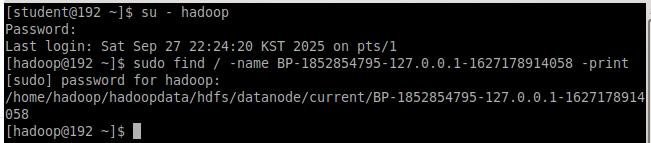 [student@192 ~]$ su - hadoop
Password:
Last login: Sat Sep 27 22:24:20 KST 2025 on pts/1
[hadoop@192 ~]$ sudo find / -name BP-1852854795-127.0.0.1-1627178914058 -print
[sudo] password for hadoop:
/home/hadoop/hadoopdata/hdfs/datanode/current/BP-1852854795-127.0.0.1-1627178914
058
[hadoop@192 ~]$